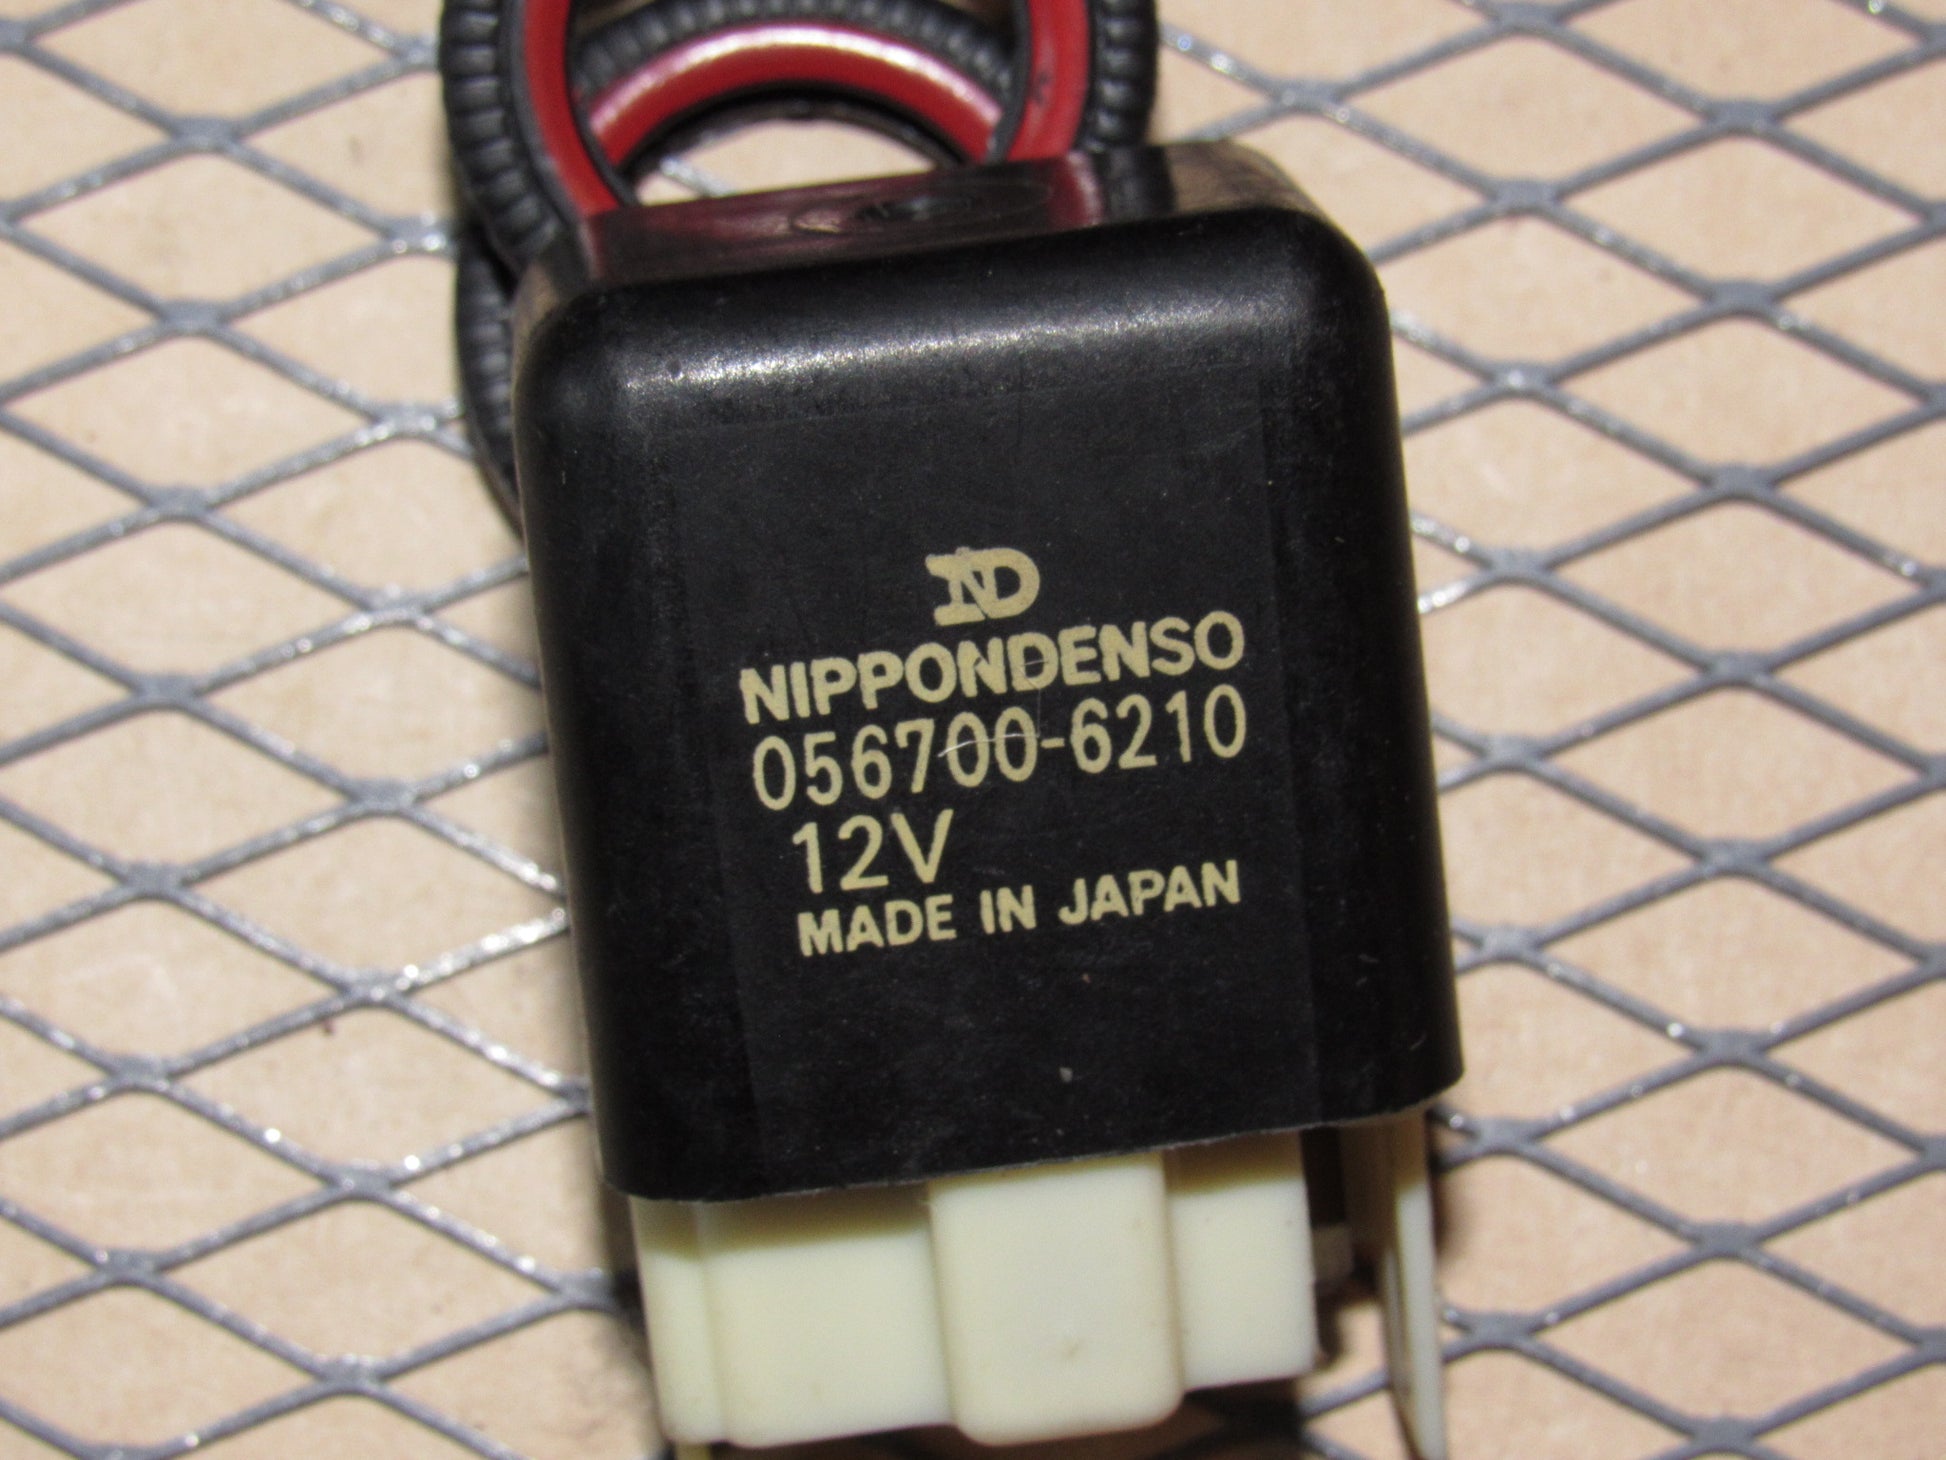 ND
NIPPONDENSO
056700-6210
12V
MADE IN JAPAN